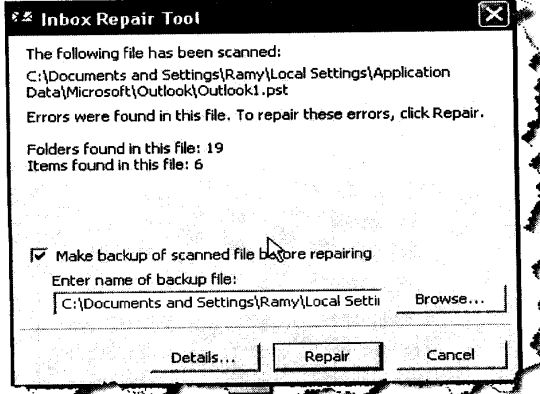 Inbox Repair Tool
The following file has been scanned:
C:\Documents and Settings\Ramy\Local Settings\Application
Data\Microsoft\Outlook\Outlook1.pst
Errors were found in this file. To repair these errors, click Repair.
Folders found in this file: 19
Items found in this file: 6
Make backup of scanned file before repairing
Enter name of backup file:
C:\Documents and Settings\Ramy\Local Settin
Browse...
Details...
Repair
Cancel